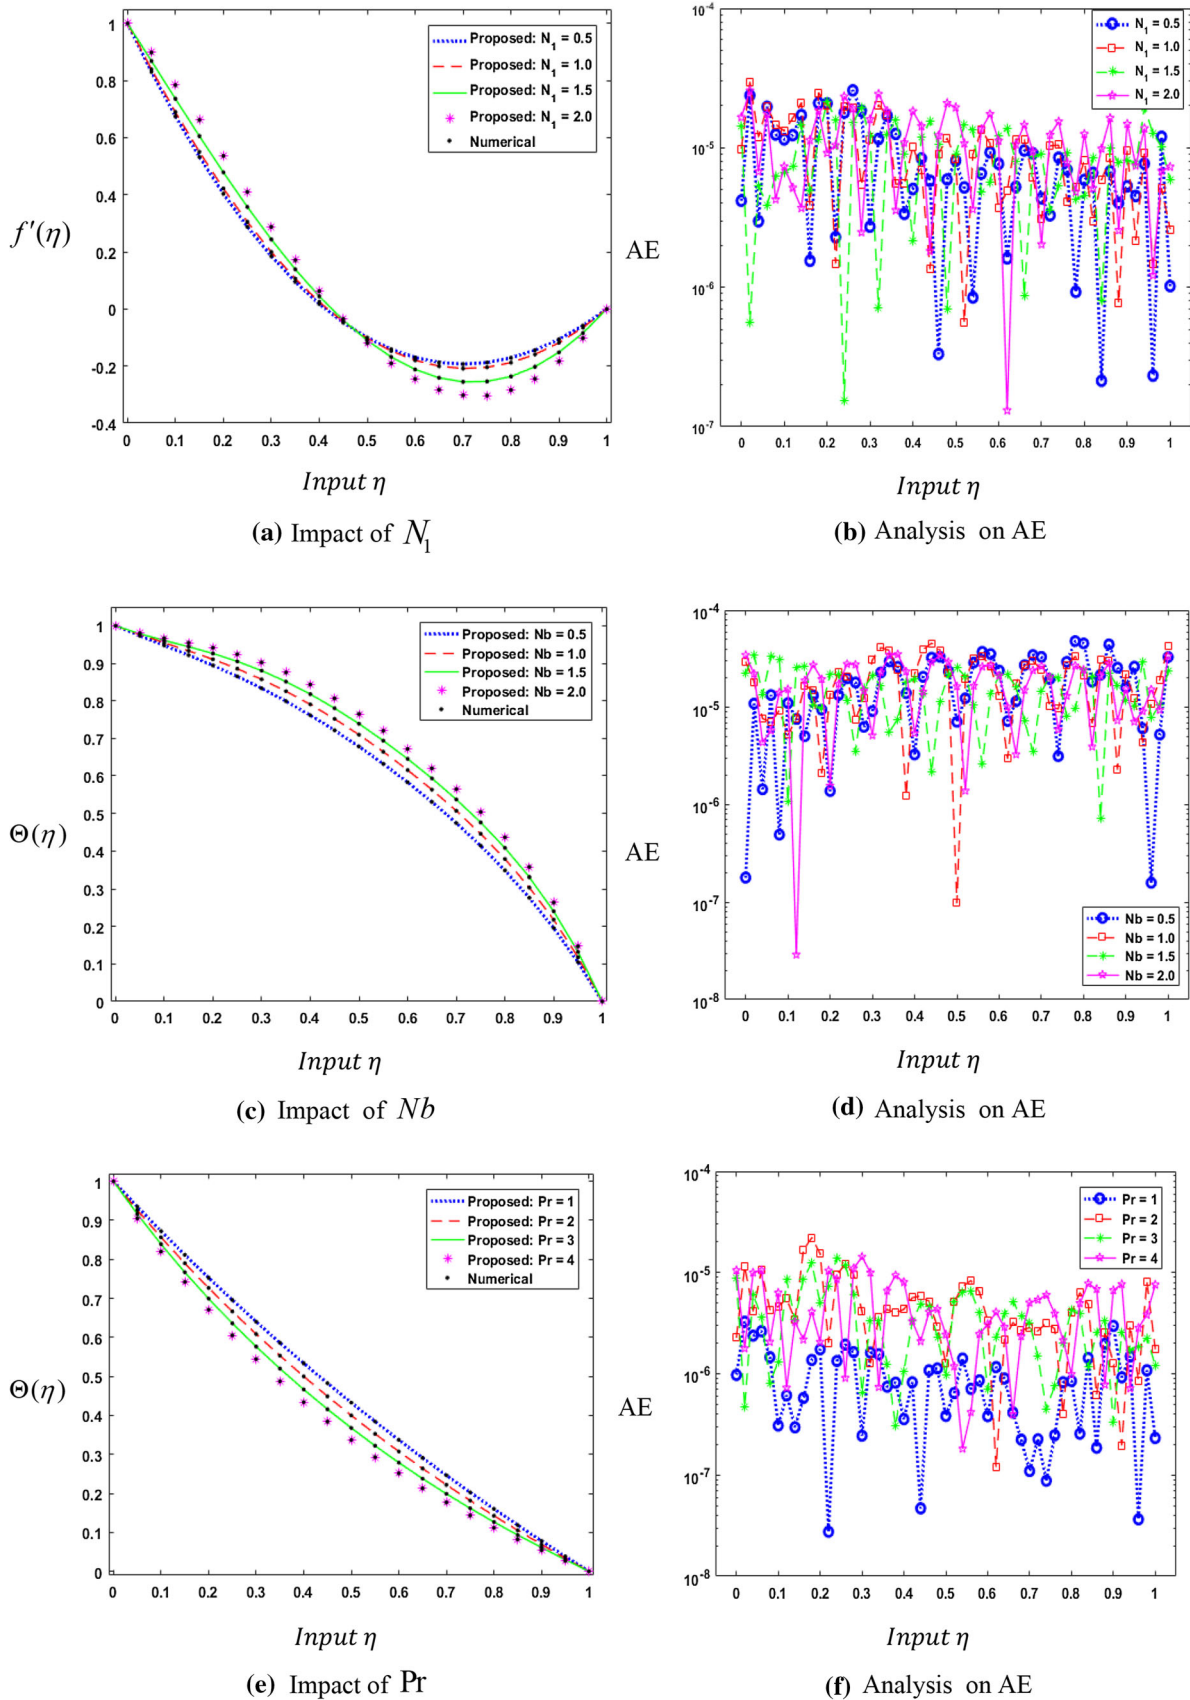 1
0.8
0.6
0.4
0.2
0
-0.2
-0.4
f'(η)
Proposed: N₁ = 0.5
Proposed: N₁ = 1.0
Proposed: N₁ = 1.5
Proposed: N₁ = 2.0
Numerical
0 0.1 0.2 0.3 0.4 0.5 0.6 0.7 0.8 0.9 1
Input η
(a) Impact of N₁
10⁻⁴
10⁻⁵
10⁻⁶
10⁻⁷
AE
N₁ = 0.5
N₁ = 1.0
N₁ = 1.5
N₁ = 2.0
0 0.1 0.2 0.3 0.4 0.5 0.6 0.7 0.8 0.9 1
Input η
(b) Analysis on AE
1
0.9
0.8
0.7
0.6
0.5
0.4
0.3
0.2
0.1
0
Θ(η)
Proposed: Nb = 0.5
Proposed: Nb = 1.0
Proposed: Nb = 1.5
Proposed: Nb = 2.0
Numerical
0 0.1 0.2 0.3 0.4 0.5 0.6 0.7 0.8 0.9 1
Input η
(c) Impact of Nb
10⁻⁴
10⁻⁵
10⁻⁶
10⁻⁷
10⁻⁸
AE
Nb = 0.5
Nb = 1.0
Nb = 1.5
Nb = 2.0
0 0.1 0.2 0.3 0.4 0.5 0.6 0.7 0.8 0.9 1
Input η
(d) Analysis on AE
1
0.9
0.8
0.7
0.6
0.5
0.4
0.3
0.2
0.1
0
Θ(η)
Proposed: Pr = 1
Proposed: Pr = 2
Proposed: Pr = 3
Proposed: Pr = 4
Numerical
0 0.1 0.2 0.3 0.4 0.5 0.6 0.7 0.8 0.9 1
Input η
(e) Impact of Pr
10⁻⁴
10⁻⁵
10⁻⁶
10⁻⁷
10⁻⁸
AE
Pr = 1
Pr = 2
Pr = 3
Pr = 4
0 0.1 0.2 0.3 0.4 0.5 0.6 0.7 0.8 0.9 1
Input η
(f) Analysis on AE